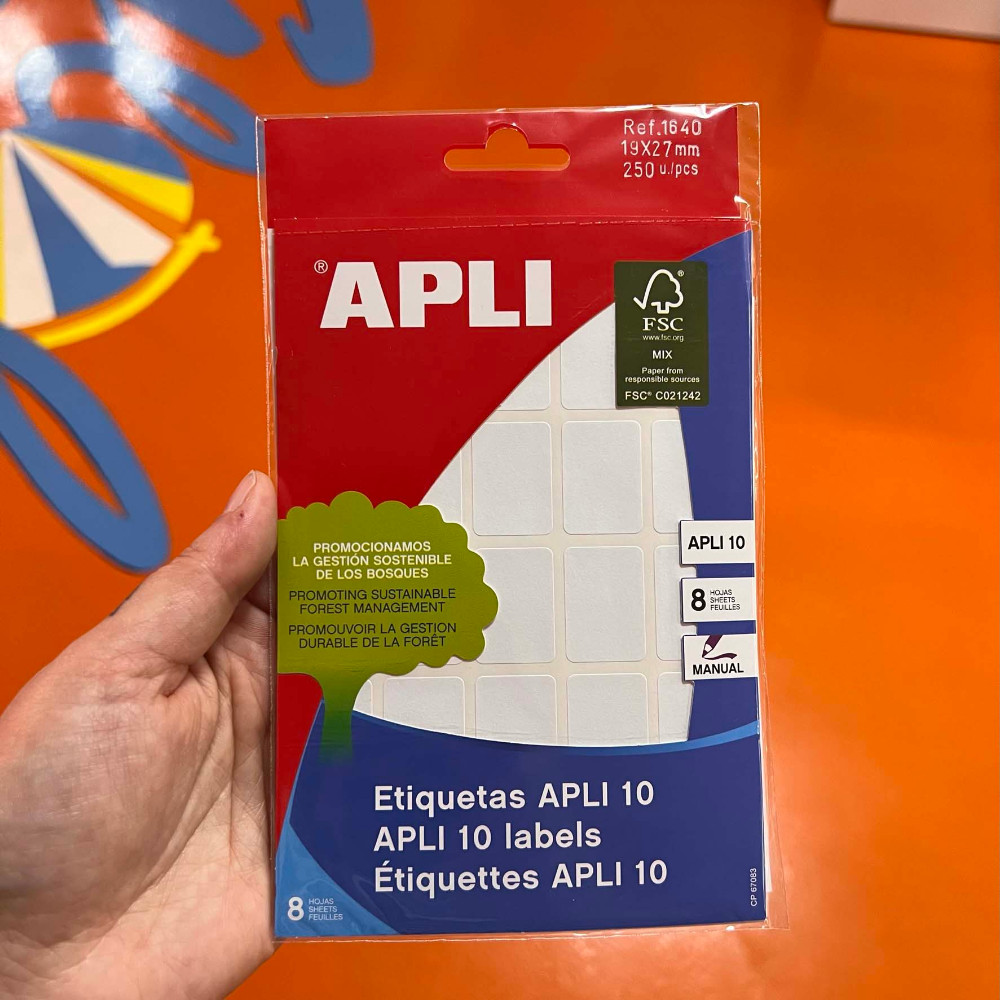 Ref.1640
19X27mm
250 u./pcs
® APLI
®
FSC
www.fsc.org
MIX
Paper from
responsible sources
FSC® C021242
PROMOCIONAMOS
LA GESTIÓN SOSTENIBLE
DE LOS BOSQUES
PROMOTING SUSTAINABLE
FOREST MANAGEMENT
PROMOUVOIR LA GESTION
DURABLE DE LA FORÊT
APLI 10
8 HOJAS
SHEETS
FEUILLES
MANUAL
Etiquetas APLI 10
APLI 10 labels
Étiquettes APLI 10
8 HOJAS
SHEETS
FEUILLES
CP 67083